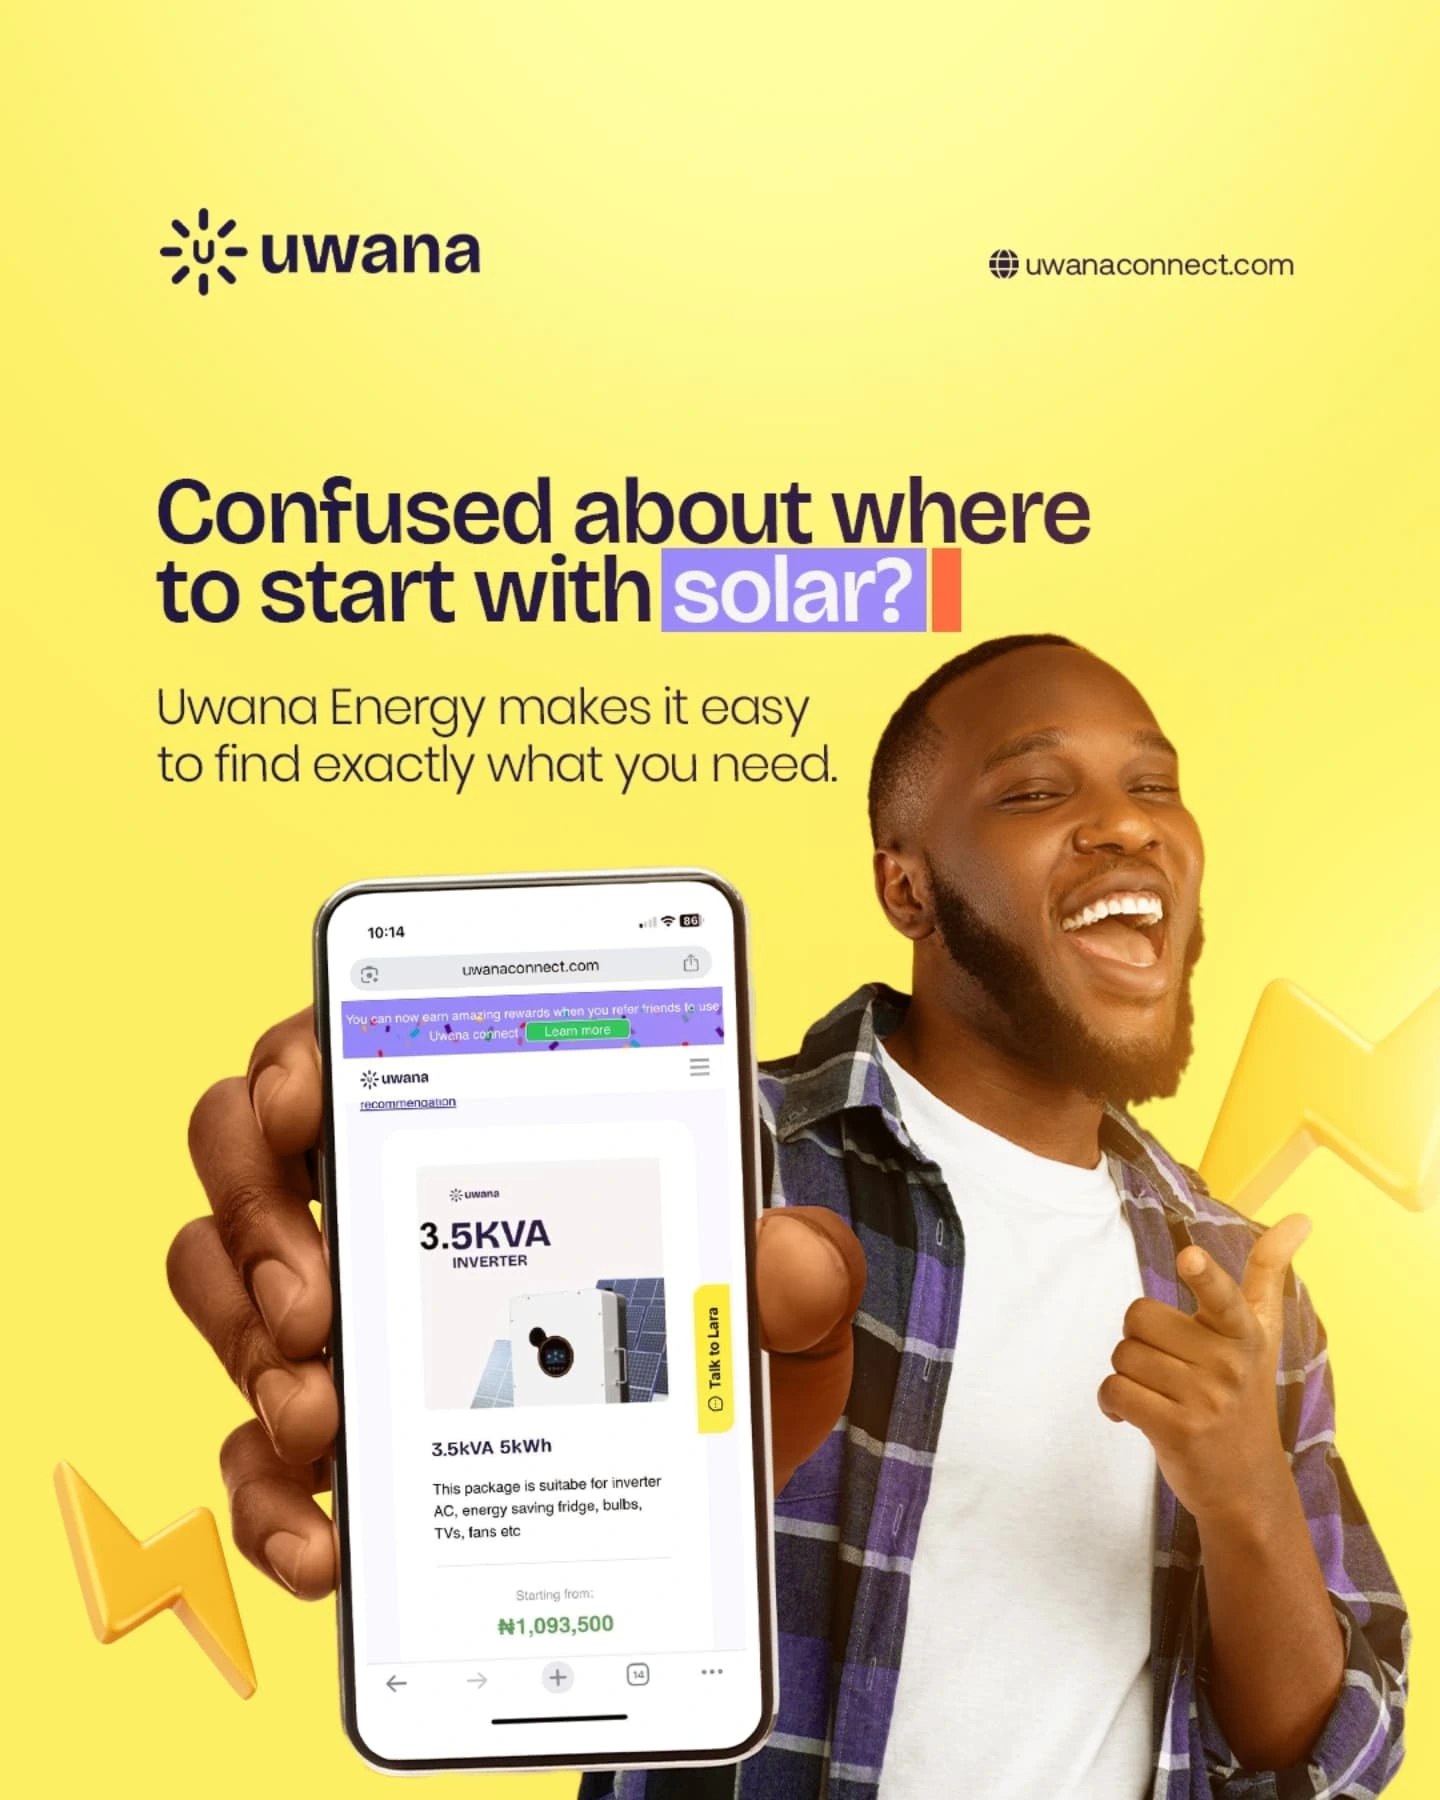 uwana
uwanaconnect.com
Confused about where
to start with solar?
Uwana Energy makes it easy
to find exactly what you need.
10:14
86
uwanaconnect.com
You can now earn amazing rewards when you refer friends to use
Uwana connect Learn more
uwana
recommendation
uwana
3.5KVA
INVERTER
Talk to Lara
3.5kVA 5kWh
This package is suitabe for inverter
AC, energy saving fridge, bulbs,
TVs, fans etc
Starting from:
₦1,093,500
14